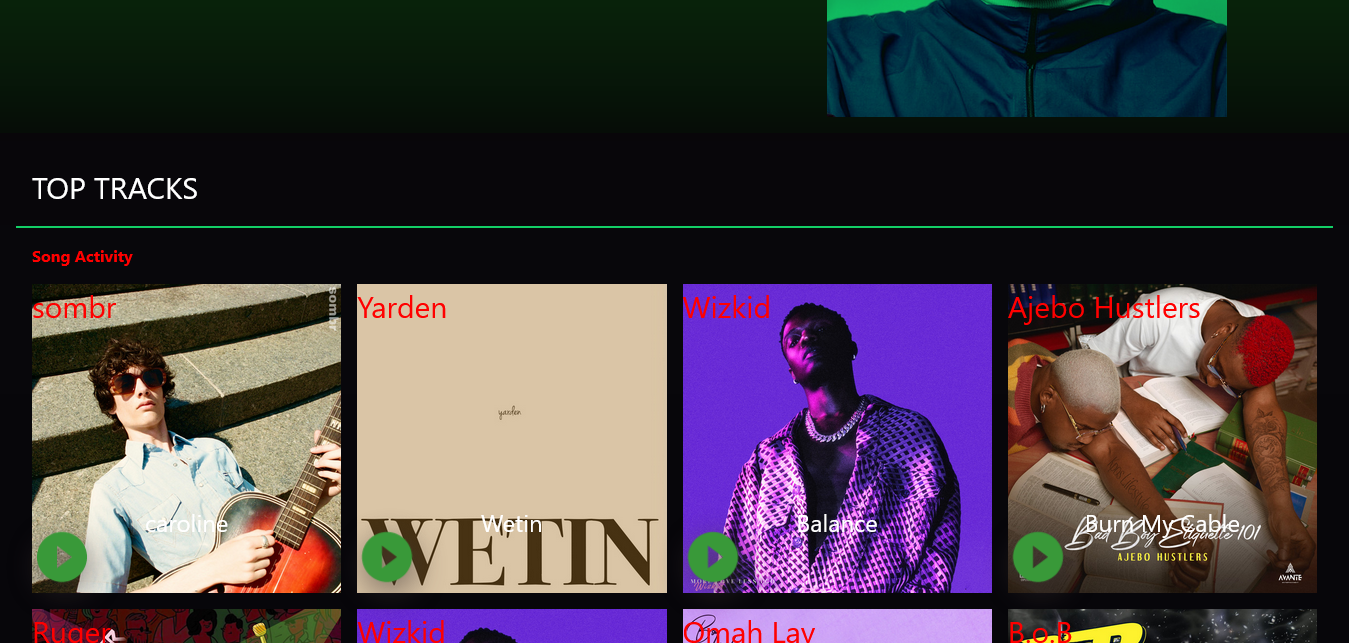 TOP TRACKS
Song Activity
sombr
sombr
Yarden
yarden
Wizkid
Ajebo Hustlers
caroline
Wetin
WETIN
Balance
Burn My Cable
Bad Boy Etiquette 101
AJEBO HUSTLERS
AVANTE
Ruger
Wizkid
Omah Lay
B.o.B